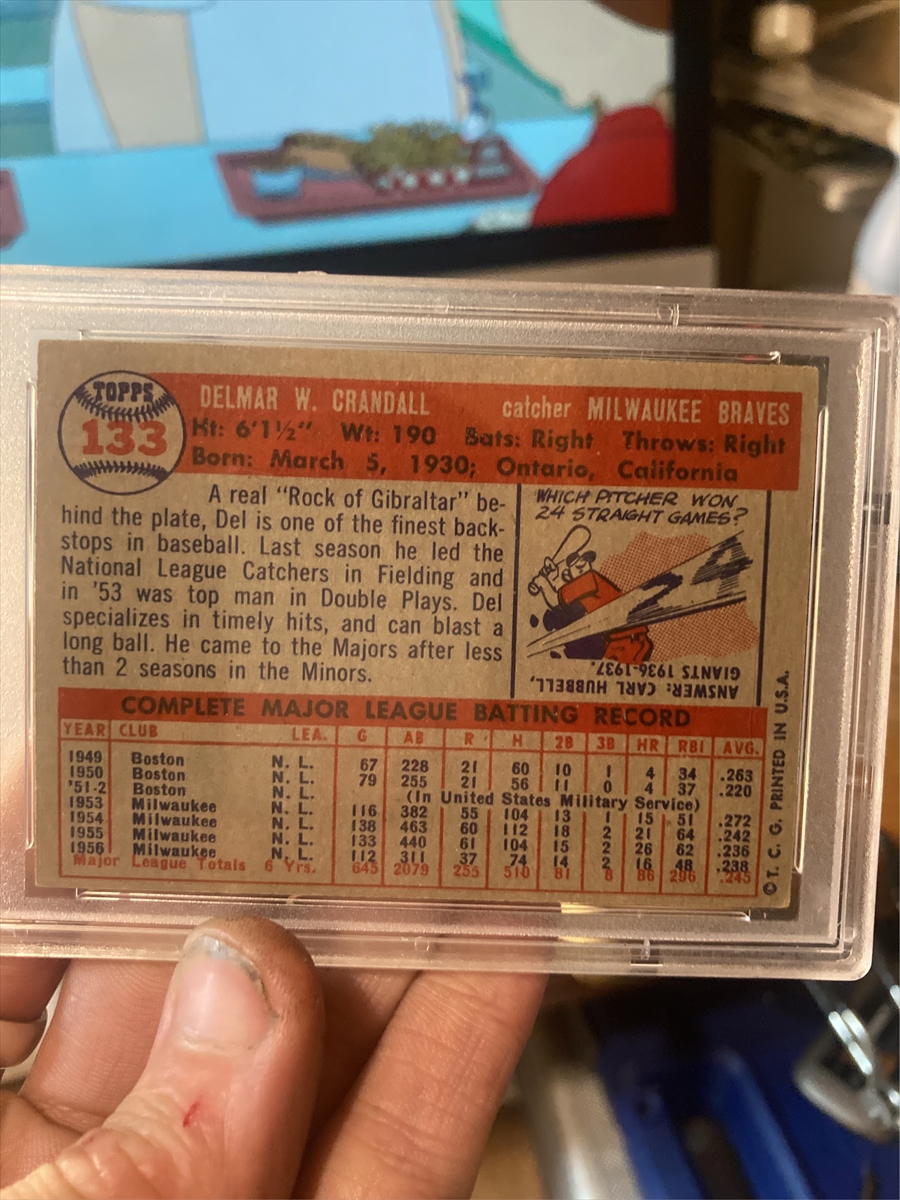 TOPPS
133
DELMAR W. CRANDALL catcher MILWAUKEE BRAVES
Ht: 6'1½" Wt: 190 Bats: Right Throws: Right
Born: March 5, 1930; Ontario, California
A real "Rock of Gibraltar" be-
hind the plate, Del is one of the finest back-
stops in baseball. Last season he led the
National League Catchers in Fielding and
in '53 was top man in Double Plays. Del
specializes in timely hits, and can blast a
long ball. He came to the Majors after less
than 2 seasons in the Minors.
WHICH PITCHER WON
24 STRAIGHT GAMES?
24
ANSWER: CARL HUBBELL,
GIANTS 1936-1937.
COMPLETE MAJOR LEAGUE BATTING RECORD
YEAR CLUB LEA. G AB R H 2B 3B HR RBI AVG.
1949 Boston N. L. 67 228 21 60 10 1 4 34 .263
1950 Boston N. L. 79 255 21 56 11 0 4 37 .220
'51-2 Boston N. L. (In United States Military Service)
1953 Milwaukee N. L. 116 382 55 104 13 1 15 51 .272
1954 Milwaukee N. L. 138 463 60 112 18 2 21 64 .242
1955 Milwaukee N. L. 133 440 61 104 15 2 26 62 .236
1956 Milwaukee N. L. 112 311 37 74 14 2 16 48 .238
Major League Totals 6 Yrs. 645 2079 255 510 81 8 86 296 .245
© T. C. G. PRINTED IN U.S.A.